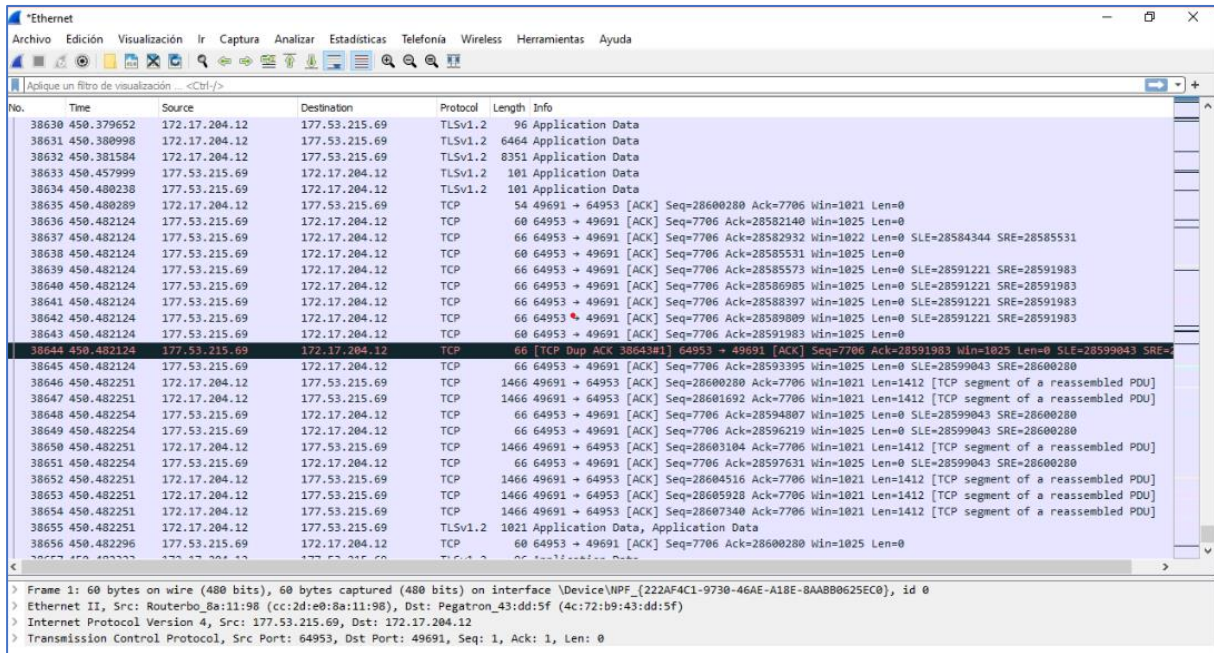 *Ethernet
Archivo Edición Visualización Ir Captura Analizar Estadísticas Telefonía Wireless Herramientas Ayuda
Aplique un filtro de visualización ... <Ctrl-/>
No. Time Source Destination Protocol Length Info
38630 450.379652 172.17.204.12 177.53.215.69 TLSv1.2 96 Application Data
38631 450.380998 172.17.204.12 177.53.215.69 TLSv1.2 6464 Application Data
38632 450.381584 172.17.204.12 177.53.215.69 TLSv1.2 8351 Application Data
38633 450.457999 177.53.215.69 172.17.204.12 TLSv1.2 101 Application Data
38634 450.480238 177.53.215.69 172.17.204.12 TLSv1.2 101 Application Data
38635 450.480289 172.17.204.12 177.53.215.69 TCP 54 49691 → 64953 [ACK] Seq=28600280 Ack=7706 Win=1021 Len=0
38636 450.482124 177.53.215.69 172.17.204.12 TCP 60 64953 → 49691 [ACK] Seq=7706 Ack=28582140 Win=1025 Len=0
38637 450.482124 177.53.215.69 172.17.204.12 TCP 66 64953 → 49691 [ACK] Seq=7706 Ack=28582932 Win=1022 Len=0 SLE=28584344 SRE=28585531
38638 450.482124 177.53.215.69 172.17.204.12 TCP 60 64953 → 49691 [ACK] Seq=7706 Ack=28585531 Win=1025 Len=0
38639 450.482124 177.53.215.69 172.17.204.12 TCP 66 64953 → 49691 [ACK] Seq=7706 Ack=28585573 Win=1025 Len=0 SLE=28591221 SRE=28591983
38640 450.482124 177.53.215.69 172.17.204.12 TCP 66 64953 → 49691 [ACK] Seq=7706 Ack=28586985 Win=1025 Len=0 SLE=28591221 SRE=28591983
38641 450.482124 177.53.215.69 172.17.204.12 TCP 66 64953 → 49691 [ACK] Seq=7706 Ack=28588397 Win=1025 Len=0 SLE=28591221 SRE=28591983
38642 450.482124 177.53.215.69 172.17.204.12 TCP 66 64953 → 49691 [ACK] Seq=7706 Ack=28589809 Win=1025 Len=0 SLE=28591221 SRE=28591983
38643 450.482124 177.53.215.69 172.17.204.12 TCP 60 64953 → 49691 [ACK] Seq=7706 Ack=28591983 Win=1025 Len=0
38644 450.482124 177.53.215.69 172.17.204.12 TCP 66 [TCP Dup ACK 38643#1] 64953 → 49691 [ACK] Seq=7706 Ack=28591983 Win=1025 Len=0 SLE=28599043 SRE=2
38645 450.482124 177.53.215.69 172.17.204.12 TCP 66 64953 → 49691 [ACK] Seq=7706 Ack=28593395 Win=1025 Len=0 SLE=28599043 SRE=28600280
38646 450.482251 172.17.204.12 177.53.215.69 TCP 1466 49691 → 64953 [ACK] Seq=28600280 Ack=7706 Win=1021 Len=1412 [TCP segment of a reassembled PDU]
38647 450.482251 172.17.204.12 177.53.215.69 TCP 1466 49691 → 64953 [ACK] Seq=28601692 Ack=7706 Win=1021 Len=1412 [TCP segment of a reassembled PDU]
38648 450.482254 177.53.215.69 172.17.204.12 TCP 66 64953 → 49691 [ACK] Seq=7706 Ack=28594807 Win=1025 Len=0 SLE=28599043 SRE=28600280
38649 450.482254 177.53.215.69 172.17.204.12 TCP 66 64953 → 49691 [ACK] Seq=7706 Ack=28596219 Win=1025 Len=0 SLE=28599043 SRE=28600280
38650 450.482251 172.17.204.12 177.53.215.69 TCP 1466 49691 → 64953 [ACK] Seq=28603104 Ack=7706 Win=1021 Len=1412 [TCP segment of a reassembled PDU]
38651 450.482254 177.53.215.69 172.17.204.12 TCP 66 64953 → 49691 [ACK] Seq=7706 Ack=28597631 Win=1025 Len=0 SLE=28599043 SRE=28600280
38652 450.482251 172.17.204.12 177.53.215.69 TCP 1466 49691 → 64953 [ACK] Seq=28604516 Ack=7706 Win=1021 Len=1412 [TCP segment of a reassembled PDU]
38653 450.482251 172.17.204.12 177.53.215.69 TCP 1466 49691 → 64953 [ACK] Seq=28605928 Ack=7706 Win=1021 Len=1412 [TCP segment of a reassembled PDU]
38654 450.482251 172.17.204.12 177.53.215.69 TCP 1466 49691 → 64953 [ACK] Seq=28607340 Ack=7706 Win=1021 Len=1412 [TCP segment of a reassembled PDU]
38655 450.482251 172.17.204.12 177.53.215.69 TLSv1.2 1021 Application Data, Application Data
38656 450.482296 177.53.215.69 172.17.204.12 TCP 60 64953 → 49691 [ACK] Seq=7706 Ack=28600280 Win=1025 Len=0
> Frame 1: 60 bytes on wire (480 bits), 60 bytes captured (480 bits) on interface \Device\NPF_{222AF4C1-9730-46AE-A18E-8AABB0625EC0}, id 0
> Ethernet II, Src: Routerbo_8a:11:98 (cc:2d:e0:8a:11:98), Dst: Pegatron_43:dd:5f (4c:72:b9:43:dd:5f)
> Internet Protocol Version 4, Src: 177.53.215.69, Dst: 172.17.204.12
> Transmission Control Protocol, Src Port: 64953, Dst Port: 49691, Seq: 1, Ack: 1, Len: 0